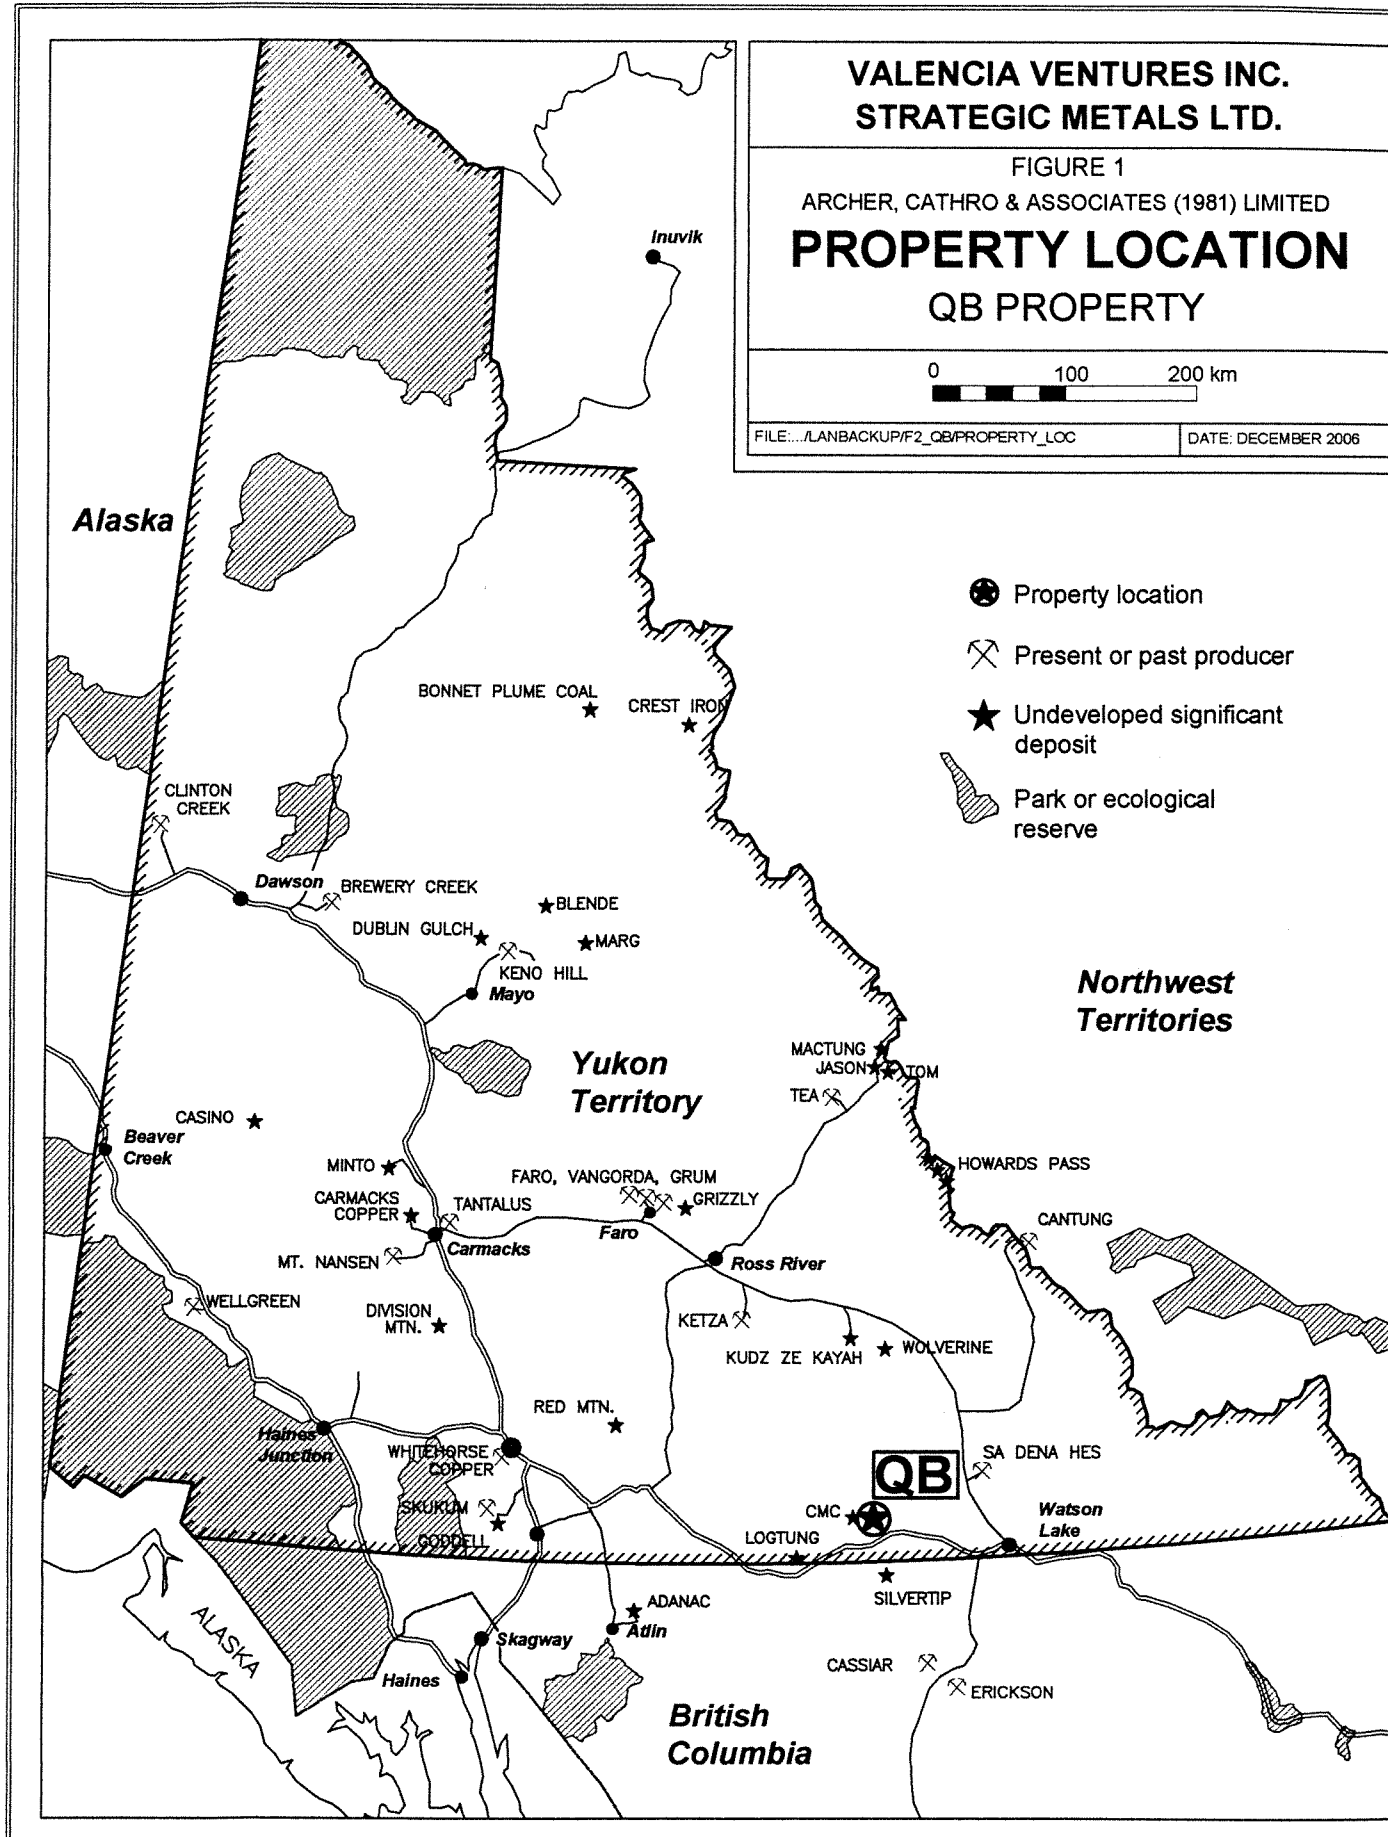 VALENCIA VENTURES INC.
STRATEGIC METALS LTD.
FIGURE 1
ARCHER, CATHRO & ASSOCIATES (1981) LIMITED
PROPERTY LOCATION
QB PROPERTY
0 100 200 km
FILE:.../LANBACKUP/F2_QB/PROPERTY_LOC
DATE: DECEMBER 2006
Inuvik
Alaska
Property location
Present or past producer
Undeveloped significant
deposit
Park or ecological
reserve
BONNET PLUME COAL
CREST IRON
CLINTON
CREEK
Dawson
BREWERY CREEK
BLENDE
DUBLIN GULCH
MARG
KENO HILL
Mayo
Northwest
Territories
Yukon
Territory
MACTUNG
JASON
TOM
TEA
CASINO
Beaver
Creek
MINTO
HOWARDS PASS
FARO, VANGORDA, GRUM
GRIZZLY
CARMACKS
COPPER
TANTALUS
Faro
CANTUNG
Carmacks
MT. NANSEN
Ross River
WELLGREEN
DIVISION
MTN.
KETZA
KUDZ ZE KAYAH
WOLVERINE
RED MTN.
Haines
Junction
WHITEHORSE
COPPER
SA DENA HES
QB
SKUKUM
CMC
Watson
Lake
GODDELL
LOGTUNG
SILVERTIP
ADANAC
Atlin
ALASKA
Skagway
Haines
CASSIAR
ERICKSON
British
Columbia